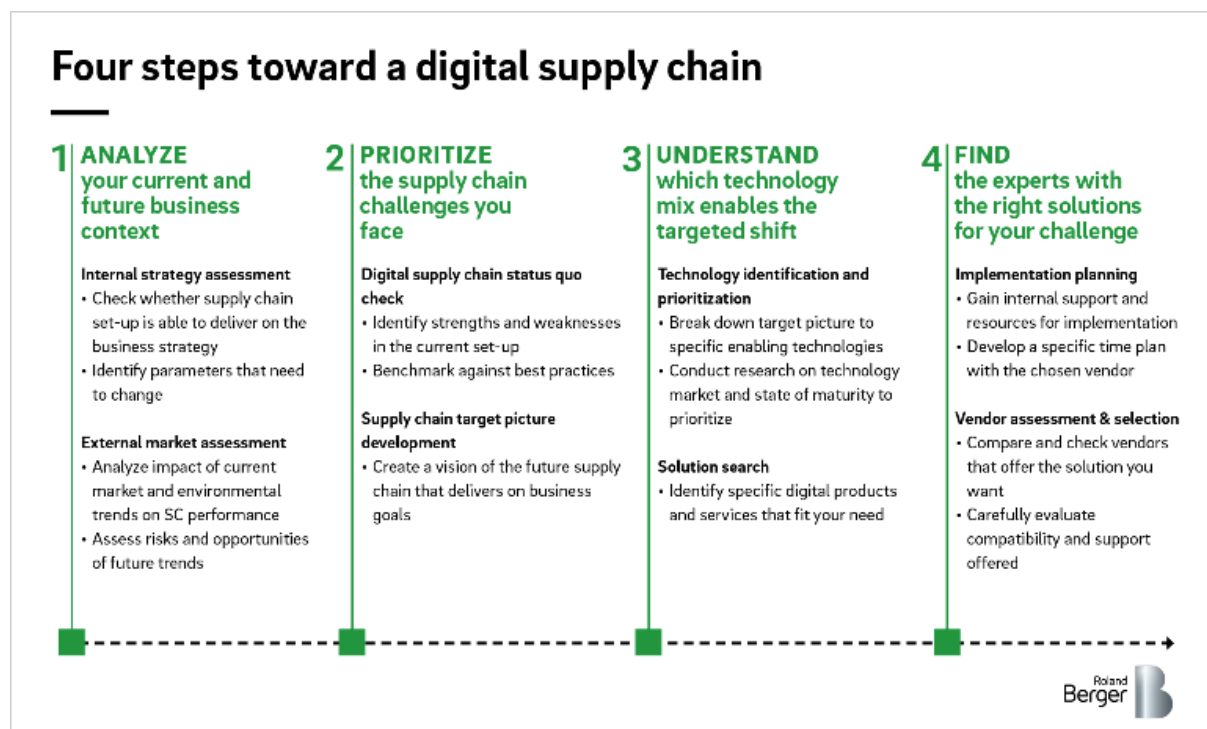 Four steps toward a digital supply chain
1 ANALYZE
your current and
future business
context
Internal strategy assessment
• Check whether supply chain
set-up is able to deliver on the
business strategy
• Identify parameters that need
to change
External market assessment
• Analyze impact of current
market and environmental
trends on SC performance
• Assess risks and opportunities
of future trends
2 PRIORITIZE
the supply chain
challenges you
face
Digital supply chain status quo
check
• Identify strengths and weaknesses
in the current set-up
• Benchmark against best practices
Supply chain target picture
development
• Create a vision of the future supply
chain that delivers on business
goals
3 UNDERSTAND
which technology
mix enables the
targeted shift
Technology identification and
prioritization
• Break down target picture to
specific enabling technologies
• Conduct research on technology
market and state of maturity to
prioritize
Solution search
• Identify specific digital products
and services that fit your need
4 FIND
the experts with
the right solutions
for your challenge
Implementation planning
• Gain internal support and
resources for implementation
• Develop a specific time plan
with the chosen vendor
Vendor assessment & selection
• Compare and check vendors
that offer the solution you
want
• Carefully evaluate
compatibility and support
offered
Roland
Berger
B